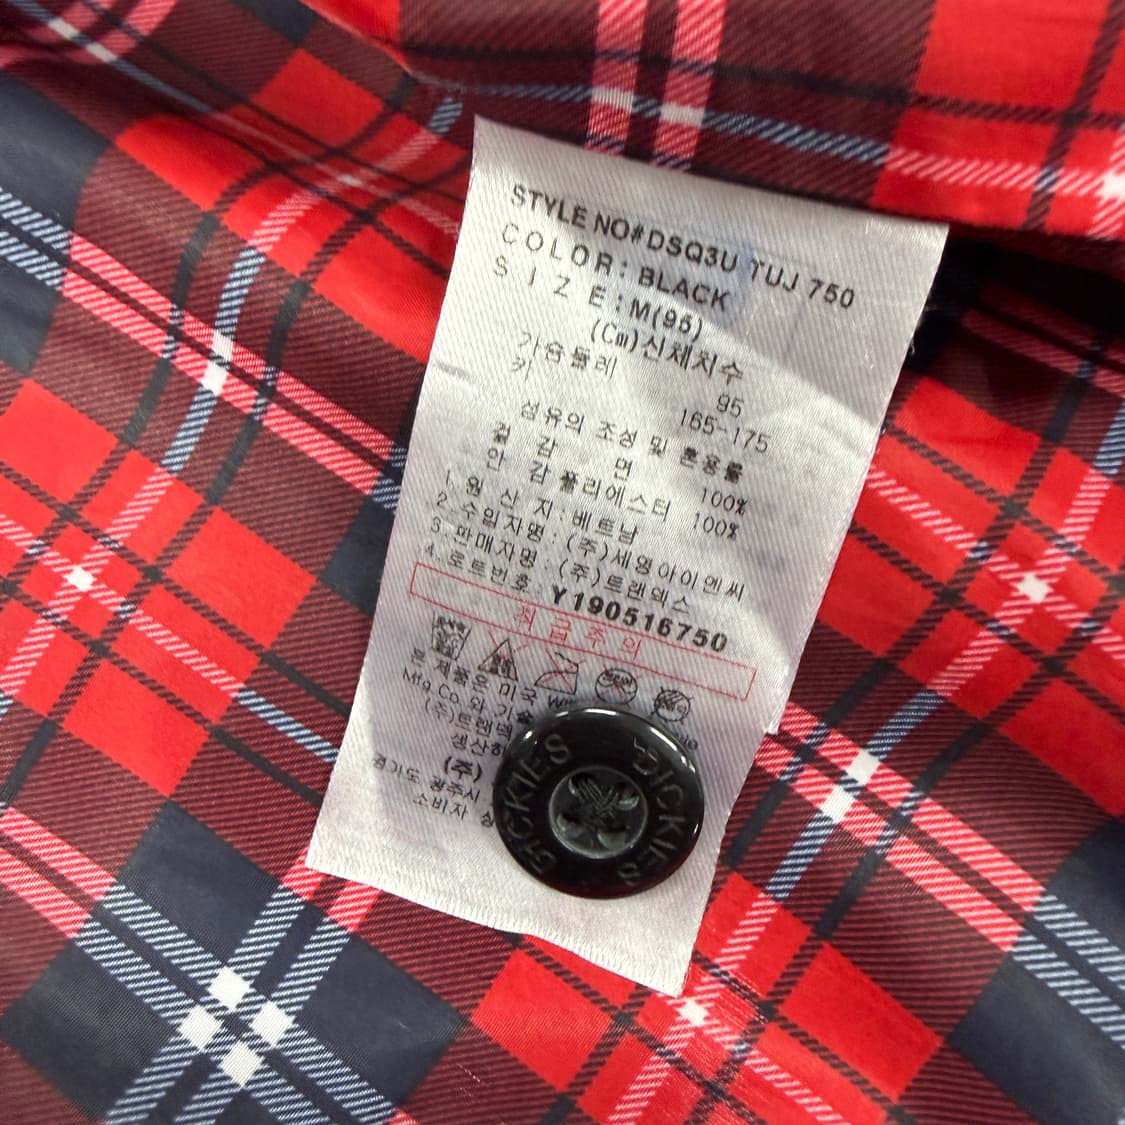 STYLE NO#DSQ3U TUJ 750
COLOR: BLACK
SIZE: M(95)
(Cm)신체치수
가슴둘레 95
키 165-175
섬유의 조성 및 혼용률
겉감 면 100%
안감 폴리에스터 100%
1. 원산지: 베트남
2. 수입자명: (주)세영아이엔씨
3. 판매자명: (주)트램엑스
4. 로트번호: Y190516750
취급주의
본 제품은 미국
Mfg.Co.와 기술
(주)트램엑
생산
(주)
경기도 광주시
소비자 상
DICKIES DICKIES